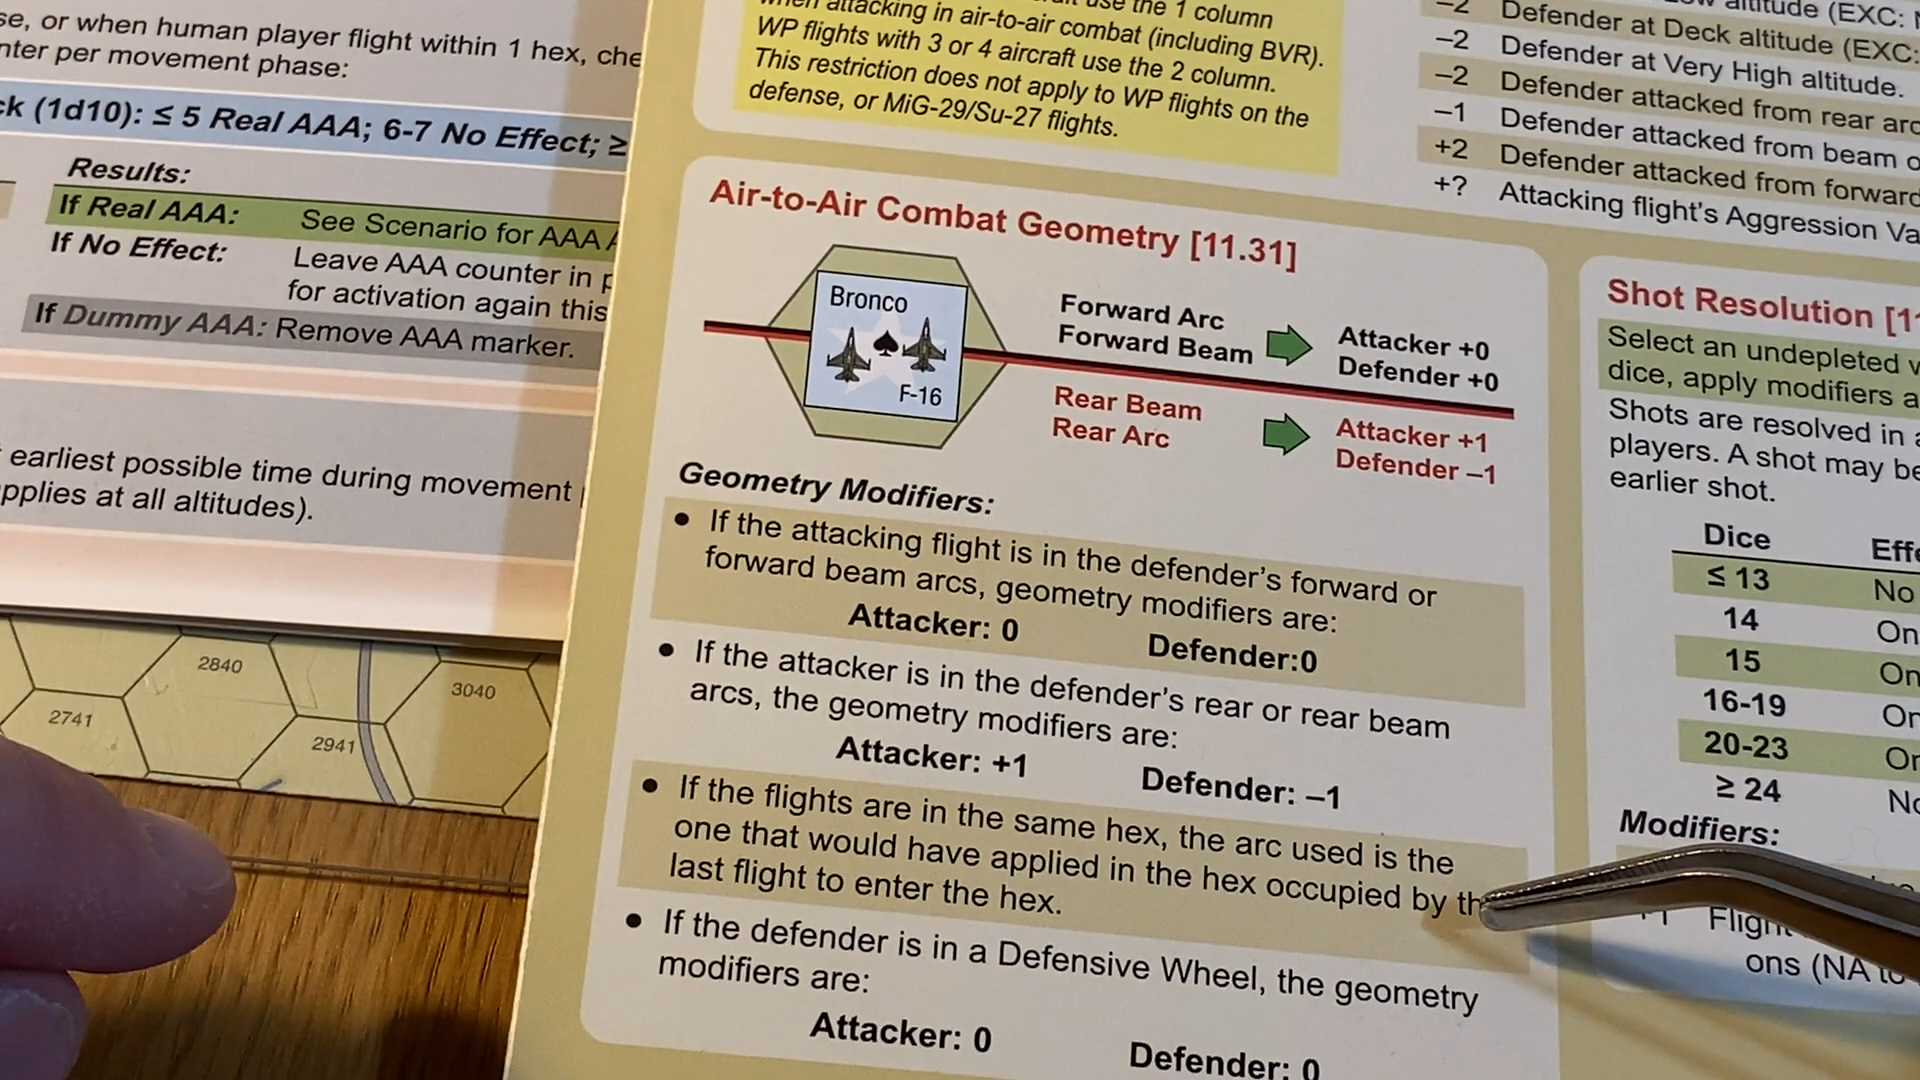 se, or when human player flight within 1 hex, che
nter per movement phase:
ck (1d10): ≤ 5 Real AAA; 6-7 No Effect; ≥
Results:
If Real AAA: See Scenario for AAA
If No Effect: Leave AAA counter in
for activation again this
If Dummy AAA: Remove AAA marker.
earliest possible time during movement
pplies at all altitudes).
2840
3040
2741
2941
use the 1 column
when attacking in air-to-air combat (including BVR).
WP flights with 3 or 4 aircraft use the 2 column.
This restriction does not apply to WP flights on the
defense, or MiG-29/Su-27 flights.
Air-to-Air Combat Geometry [11.31]
Bronco
F-16
Forward Arc
Forward Beam
Attacker +0
Defender +0
Rear Beam
Rear Arc
Attacker +1
Defender –1
Geometry Modifiers:
• If the attacking flight is in the defender's forward or
forward beam arcs, geometry modifiers are:
Attacker: 0 Defender:0
• If the attacker is in the defender's rear or rear beam
arcs, the geometry modifiers are:
Attacker: +1 Defender: –1
• If the flights are in the same hex, the arc used is the
one that would have applied in the hex occupied by th
last flight to enter the hex.
• If the defender is in a Defensive Wheel, the geometry
modifiers are:
Attacker: 0 Defender: 0
altitude (EXC:
–2 Defender at Deck altitude (EXC:
–2 Defender at Very High altitude.
–2 Defender attacked from rear arc
–1 Defender attacked from beam o
+2 Defender attacked from forward
+? Attacking flight's Aggression Va
Shot Resolution [1
Select an undepleted
dice, apply modifiers a
Shots are resolved in
players. A shot may be
earlier shot.
Dice Effe
≤ 13 No
14 On
15 On
16-19 On
20-23 Or
≥ 24 No
Modifiers:
Fligh
ons (NA to